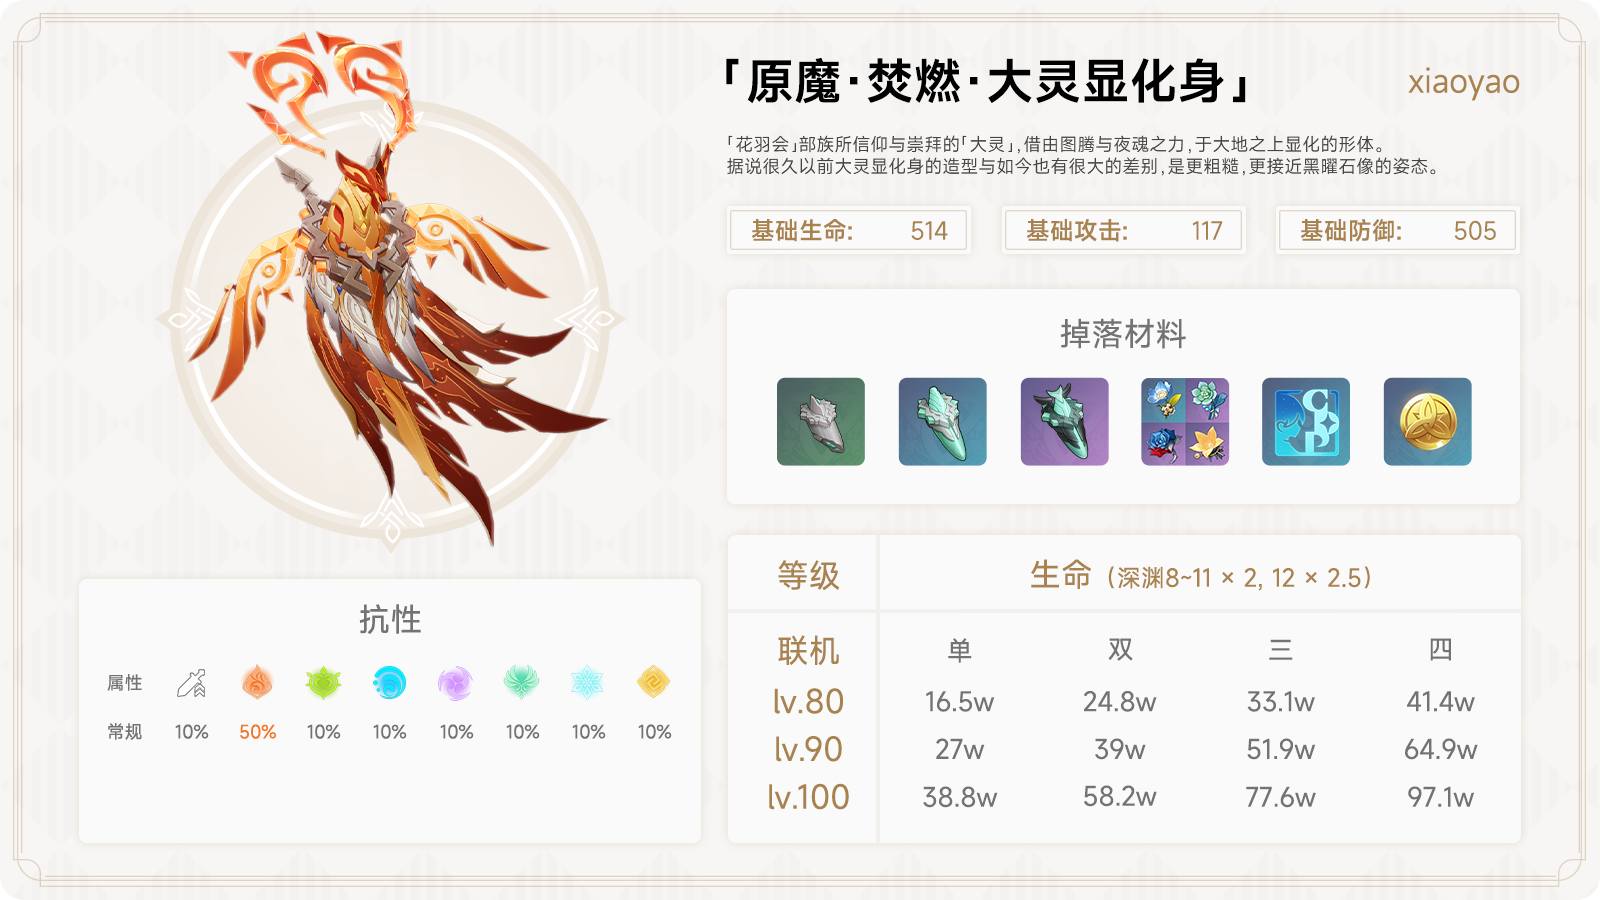 「原魔·焚燃·大灵显化身」
xiaoyao
「花羽会」部族所信仰与崇拜的「大灵」,借由图腾与夜魂之力,于大地之上显化的形体。
据说很久以前大灵显化身的造型与如今也有很大的差别,是更粗糙,更接近黑曜石像的姿态。
基础生命: 514
基础攻击: 117
基础防御: 505
掉落材料
抗性
属性
常规 10% 50% 10% 10% 10% 10% 10% 10%
等级 生命 (深渊8~11 × 2, 12 × 2.5)
联机 单 双 三 四
lv.80 16.5w 24.8w 33.1w 41.4w
lv.90 27w 39w 51.9w 64.9w
lv.100 38.8w 58.2w 77.6w 97.1w